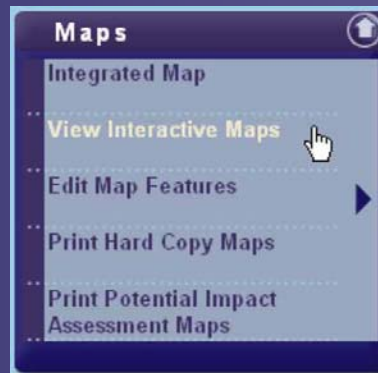 Maps
Integrated Map
View Interactive Maps
Edit Map Features
Print Hard Copy Maps
Print Potential Impact
Assessment Maps